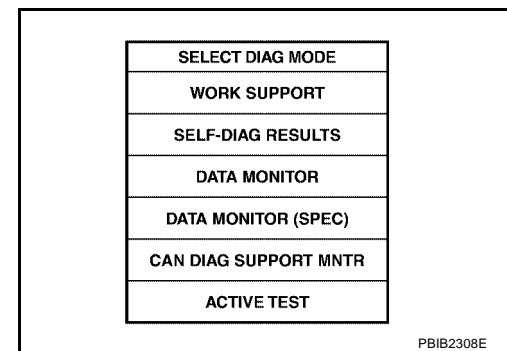 SELECT DIAG MODE
WORK SUPPORT
SELF-DIAG RESULTS
DATA MONITOR
DATA MONITOR (SPEC)
CAN DIAG SUPPORT MNTR
ACTIVE TEST
PBIB2308E